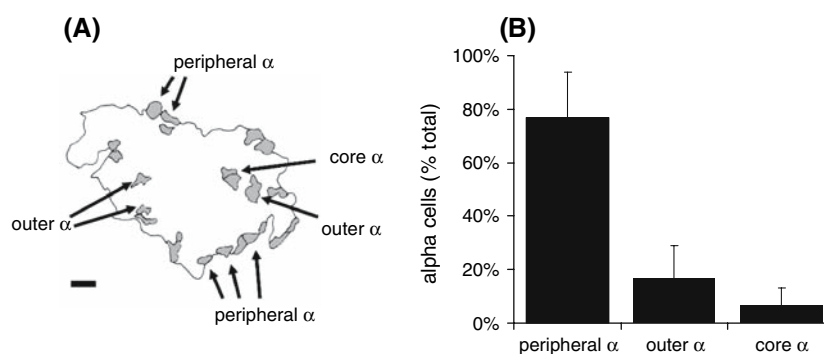 (A)
peripheral α
core α
outer α
outer α
peripheral α
(B)
alpha cells (% total)
100%
80%
60%
40%
20%
0%
peripheral α
outer α
core α